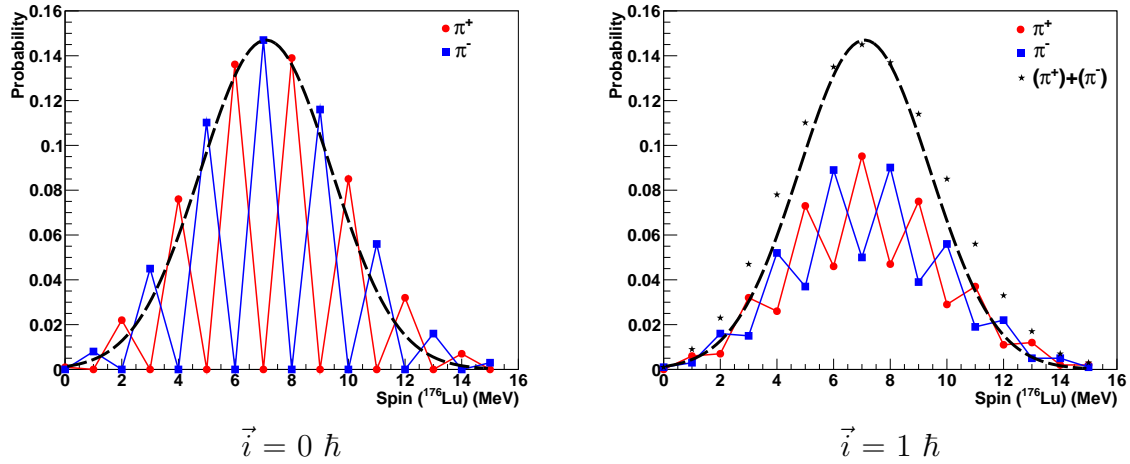 Probability
0.16
0.14
0.12
0.1
0.08
0.06
0.04
0.02
0
0 2 4 6 8 10 12 14 16
Spin (¹⁷⁶Lu) (MeV)
π⁺
π⁻
i⃗ = 0 ℏ
Probability
0.16
0.14
0.12
0.1
0.08
0.06
0.04
0.02
0
0 2 4 6 8 10 12 14 16
Spin (¹⁷⁶Lu) (MeV)
π⁺
π⁻
(π⁺)+(π⁻)
i⃗ = 1 ℏ